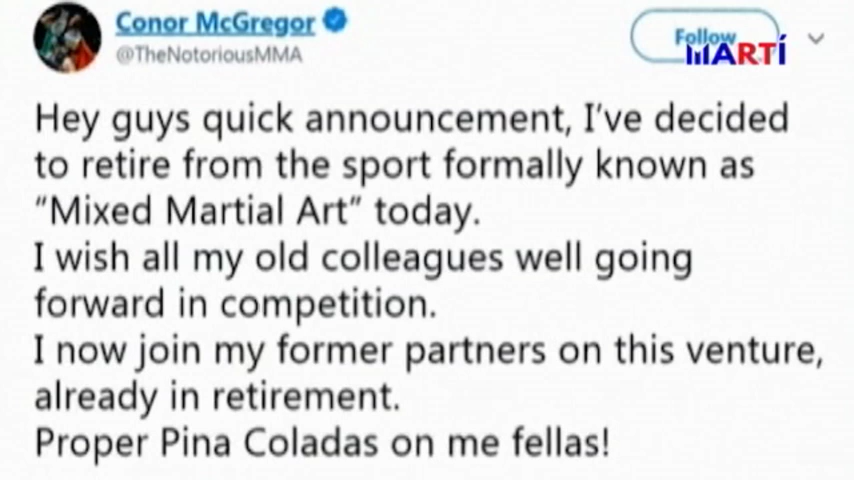 Conor McGregor
@TheNotoriousMMA
Follow
MARTÍ
Hey guys quick announcement, I've decided
to retire from the sport formally known as
"Mixed Martial Art" today.
I wish all my old colleagues well going
forward in competition.
I now join my former partners on this venture,
already in retirement.
Proper Pina Coladas on me fellas!